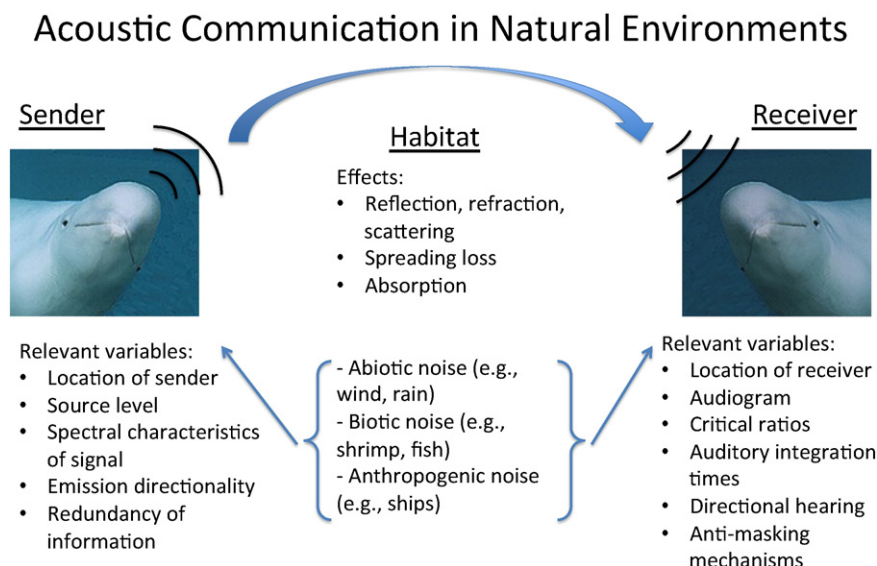 Acoustic Communication in Natural Environments
Sender
Habitat
Receiver
Effects:
• Reflection, refraction,
scattering
• Spreading loss
• Absorption
Relevant variables:
• Location of sender
• Source level
• Spectral characteristics
of signal
• Emission directionality
• Redundancy of
information
- Abiotic noise (e.g.,
wind, rain)
- Biotic noise (e.g.,
shrimp, fish)
- Anthropogenic noise
(e.g., ships)
Relevant variables:
• Location of receiver
• Audiogram
• Critical ratios
• Auditory integration
times
• Directional hearing
• Anti-masking
mechanisms